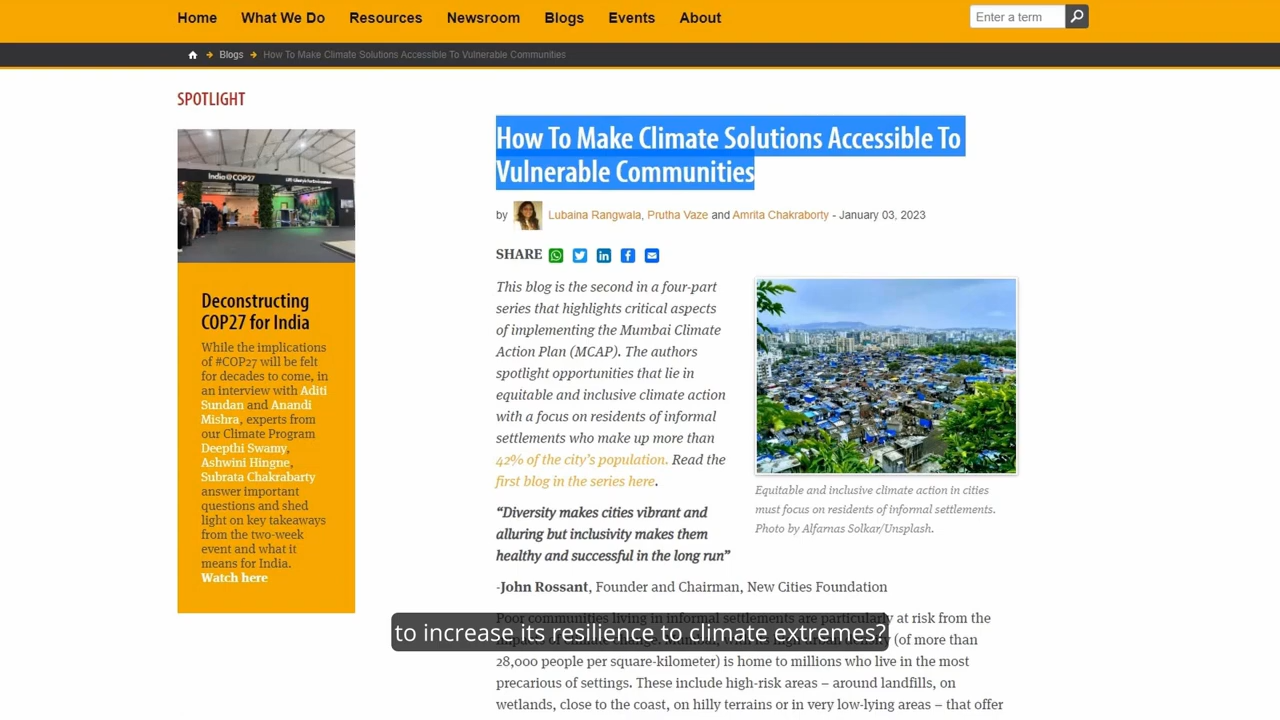 Home What We Do Resources Newsroom Blogs Events About
Enter a term
Blogs How To Make Climate Solutions Accessible To Vulnerable Communities
SPOTLIGHT
India@COP27
Deconstructing
COP27 for India
While the implications
of #COP27 will be felt
for decades to come, in
an interview with Aditi
Sundan and Anandi
Mishra, experts from
our Climate Program
Deepthi Swamy,
Ashwini Hingne,
Subrata Chakrabarty
answer important
questions and shed
light on key takeaways
from the two-week
event and what it
means for India.
Watch here
How To Make Climate Solutions Accessible To
Vulnerable Communities
by Lubaina Rangwala, Prutha Vaze and Amrita Chakraborty - January 03, 2023
SHARE
This blog is the second in a four-part
series that highlights critical aspects
of implementing the Mumbai Climate
Action Plan (MCAP). The authors
spotlight opportunities that lie in
equitable and inclusive climate action
with a focus on residents of informal
settlements who make up more than
42% of the city's population. Read the
first blog in the series here.
Equitable and inclusive climate action in cities
must focus on residents of informal settlements.
Photo by Alfarnas Solkar/Unsplash.
“Diversity makes cities vibrant and
alluring but inclusivity makes them
healthy and successful in the long run”
-John Rossant, Founder and Chairman, New Cities Foundation
Poor communities living in informal settlements are particularly at risk from the
to increase its resilience to climate extremes?
(of more than
28,000 people per square-kilometer) is home to millions who live in the most
precarious of settings. These include high-risk areas – around landfills, on
wetlands, close to the coast, on hilly terrains or in very low-lying areas – that offer